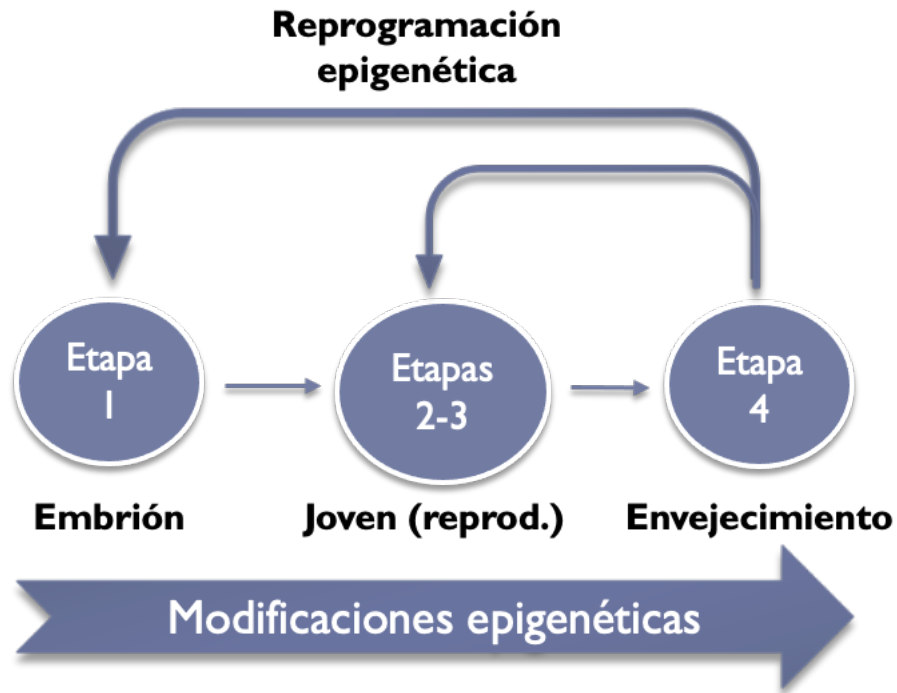 Reprogramación
epigenética
Etapa
1
Etapas
2-3
Etapa
4
Embrión
Joven (reprod.)
Envejecimiento
Modificaciones epigenéticas